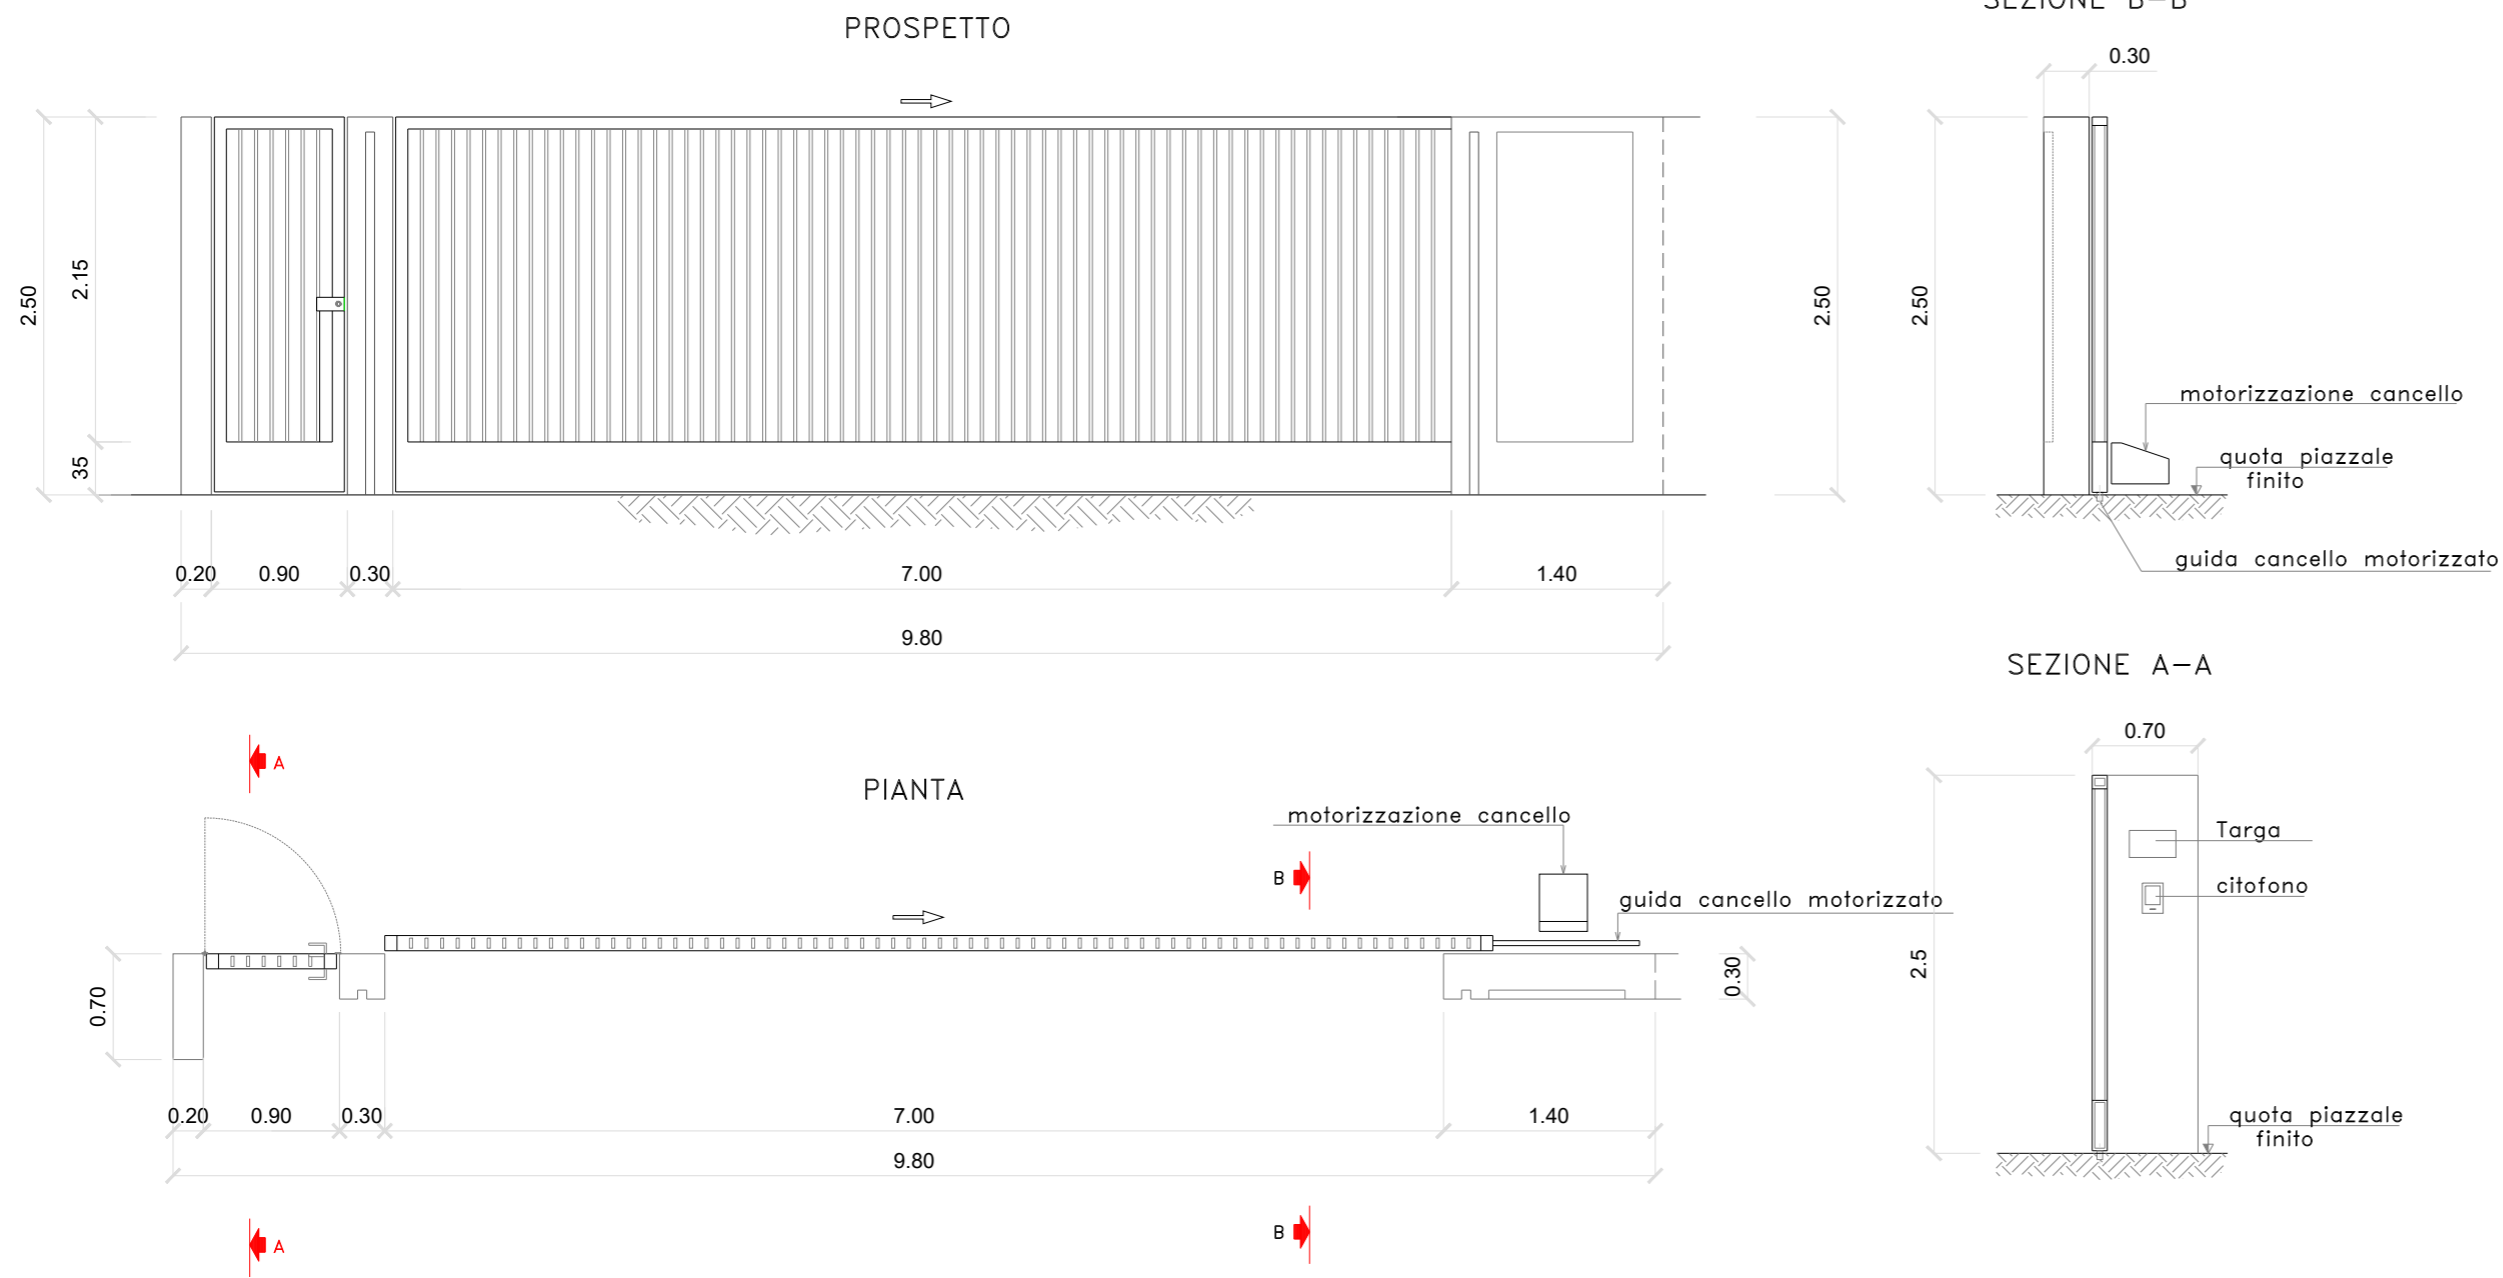 PROSPETTO
2.50
2.15
35
2.50
0.20
0.90
0.30
7.00
1.40
9.80
SEZIONE B-B
0.30
2.50
motorizzazione cancello
quota piazzale
finito
guida cancello motorizzato
PIANTA
A
motorizzazione cancello
B
guida cancello motorizzato
0.70
0.30
0.20
0.90
0.30
7.00
1.40
9.80
A
B
SEZIONE A-A
0.70
2.5
Targa
citofono
quota piazzale
finito